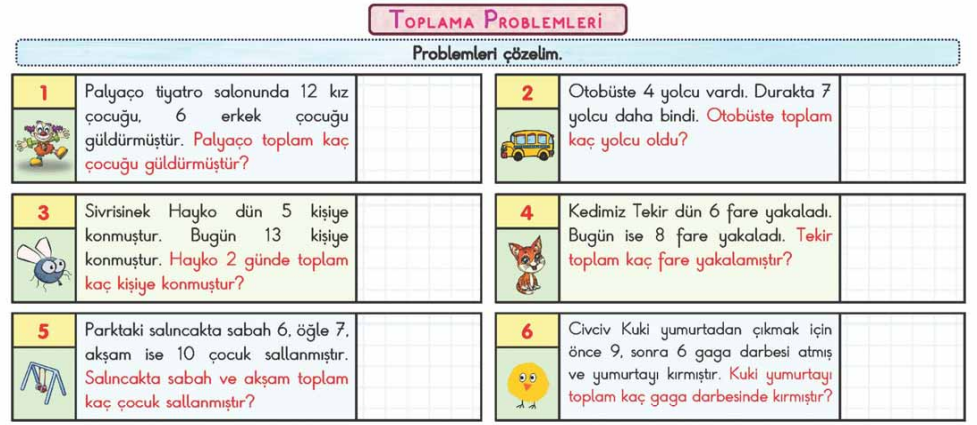 TOPLAMA PROBLEMLERİ
Problemleri çözelim.
1
Palyaço tiyatro salonunda 12 kız
çocuğu, 6 erkek çocuğu
güldürmüştür. Palyaço toplam kaç
çocuğu güldürmüştür?
2
Otobüste 4 yolcu vardı. Durakta 7
yolcu daha bindi. Otobüste toplam
kaç yolcu oldu?
3
Sivrisinek Hayko dün 5 kişiye
konmuştur. Bugün 13 kişiye
konmuştur. Hayko 2 günde toplam
kaç kişiye konmuştur?
4
Kedimiz Tekir dün 6 fare yakaladı.
Bugün ise 8 fare yakaladı. Tekir
toplam kaç fare yakalamıştır?
5
Parktaki salıncakta sabah 6, öğle 7,
akşam ise 10 çocuk sallanmıştır.
Salıncakta sabah ve akşam toplam
kaç çocuk sallanmıştır?
6
Civciv Kuki yumurtadan çıkmak için
önce 9, sonra 6 gaga darbesi atmış
ve yumurtayı kırmıştır. Kuki yumurtayı
toplam kaç gaga darbesinde kırmıştır?